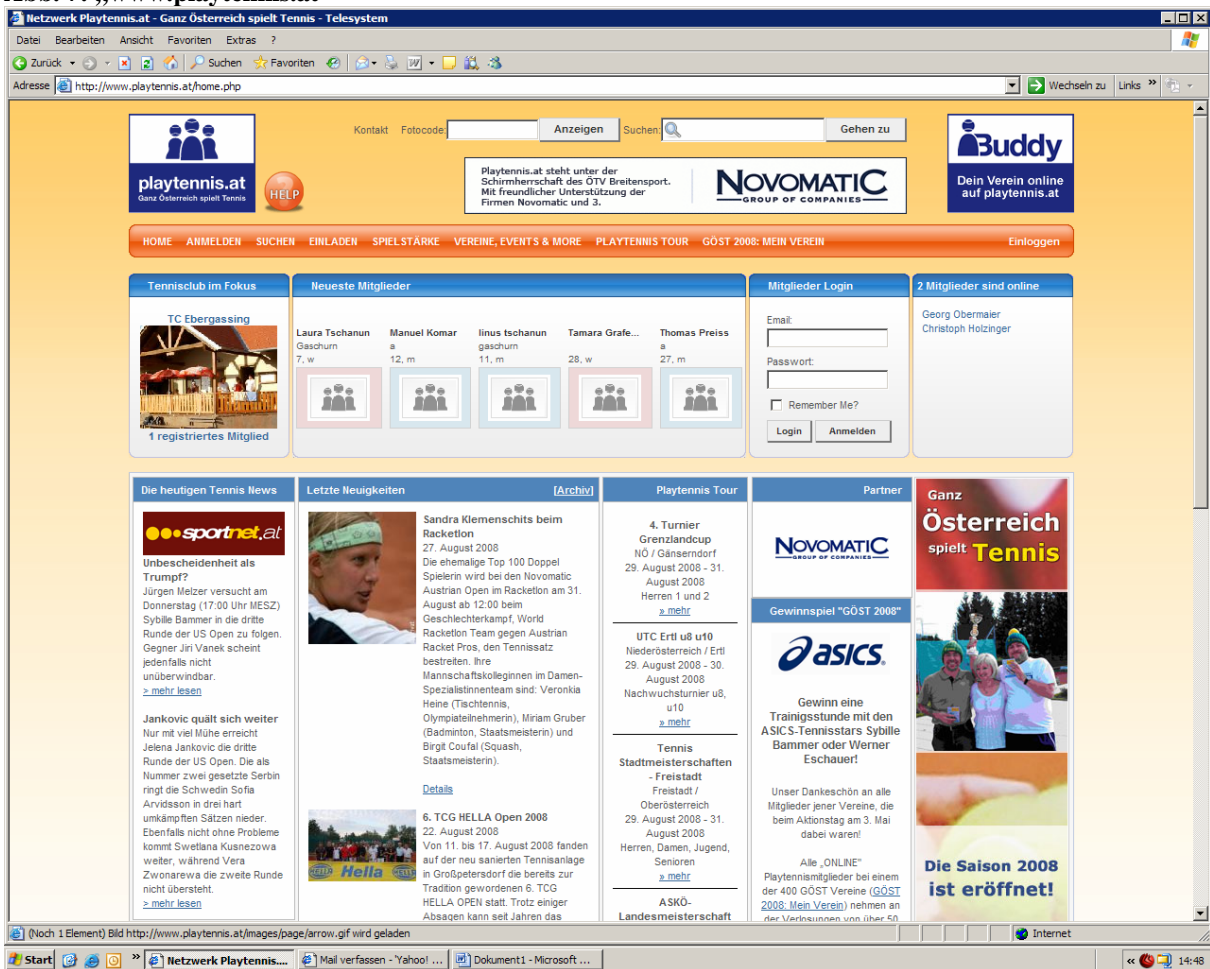 Netzwerk Playtennis.at - Ganz Österreich spielt Tennis - Telesystem
Datei Bearbeiten Ansicht Favoriten Extras ?
Zurück Suchen Favoriten
Adresse http://www.playtennis.at/home.php Wechseln zu Links »
playtennis.at
Ganz Österreich spielt Tennis
HELP
Kontakt Fotocode: Anzeigen Suchen: Gehen zu
Playtennis.at steht unter der
Schirmherrschaft des ÖTV Breitensport.
Mit freundlicher Unterstützung der
Firmen Novomatic und 3.
NOVOMATIC
GROUP OF COMPANIES
Buddy
Dein Verein online
auf playtennis.at
HOME ANMELDEN SUCHEN EINLADEN SPIELSTÄRKE VEREINE, EVENTS & MORE PLAYTENNIS TOUR GÖST 2008: MEIN VEREIN Einloggen
Tennisclub im Fokus
TC Ebergassing
1 registriertes Mitglied
Neueste Mitglieder
Laura Tschanun
Gaschurn
7, w
Manuel Komar
a
12, m
linus tschanun
gaschurn
11, m
Tamara Grafe...
28, w
Thomas Preiss
a
27, m
Mitglieder Login
Email:
Passwort:
Remember Me?
Login Anmelden
2 Mitglieder sind online
Georg Obermaier
Christoph Holzinger
Die heutigen Tennis News
sportnet.at
Unbescheidenheit als
Trumpf?
Jürgen Melzer versucht am
Donnerstag (17:00 Uhr MESZ)
Sybille Bammer in die dritte
Runde der US Open zu folgen.
Gegner Jiri Vanek scheint
jedenfalls nicht
unüberwindbar.
> mehr lesen
Jankovic quält sich weiter
Nur mit viel Mühe erreicht
Jelena Jankovic die dritte
Runde der US Open. Die als
Nummer zwei gesetzte Serbin
ringt die Schwedin Sofia
Arvidsson in drei hart
umkämpften Sätzen nieder.
Ebenfalls nicht ohne Probleme
kommt Swetlana Kusnezowa
weiter, während Vera
Zwonarewa die zweite Runde
nicht übersteht.
> mehr lesen
Letzte Neuigkeiten [Archiv]
Sandra Klemenschits beim
Racketlon
27. August 2008
Die ehemalige Top 100 Doppel
Spielerin wird bei den Novomatic
Austrian Open im Racketlon am 31.
August ab 12:00 beim
Geschlechterkampf, World
Racketlon Team gegen Austrian
Racket Pros, den Tennissatz
bestreiten. Ihre
Mannschaftskolleginnen im Damen-
Spezialistinnenteam sind: Veronkia
Heine (Tischtennis,
Olympiateilnehmerin), Miriam Gruber
(Badminton, Staatsmeisterin) und
Birgit Coufal (Squash,
Staatsmeisterin).
Details
Hella
6. TCG HELLA Open 2008
22. August 2008
Von 11. bis 17. August 2008 fanden
auf der neu sanierten Tennisanlage
in Großpetersdorf die bereits zur
Tradition gewordenen 6. TCG
HELLA OPEN statt. Trotz einiger
Absagen kann seit Jahren das
Playtennis Tour
4. Turnier
Grenzlandcup
NÖ / Gänserndorf
29. August 2008 - 31.
August 2008
Herren 1 und 2
» mehr
UTC Ertl u8 u10
Niederösterreich / Ertl
29. August 2008 - 30.
August 2008
Nachwuchsturnier u8,
u10
» mehr
Tennis
Stadtmeisterschaften
- Freistadt
Freistadt /
Oberösterreich
29. August 2008 - 31.
August 2008
Herren, Damen, Jugend,
Senioren
» mehr
ASKÖ-
Landesmeisterschaft
Partner
NOVOMATIC
GROUP OF COMPANIES
Gewinnspiel "GÖST 2008"
asics.
Gewinn eine
Trainigsstunde mit den
ASICS-Tennisstars Sybille
Bammer oder Werner
Eschauer!
Unser Dankeschön an alle
Mitglieder jener Vereine, die
beim Aktionstag am 3. Mai
dabei waren!
Alle „ONLINE"
Playtennismitglieder bei einem
der 400 GÖST Vereine (GÖST
2008: Mein Verein) nehmen an
der Verlosungen von über 50
Ganz
Österreich
spielt Tennis
Die Saison 2008
ist eröffnet!
(Noch 1 Element) Bild http://www.playtennis.at/images/page/arrow.gif wird geladen Internet
Start » Netzwerk Playtennis.... Mail verfassen - 'Yahoo! ... Dokument1 - Microsoft ... « 14:48